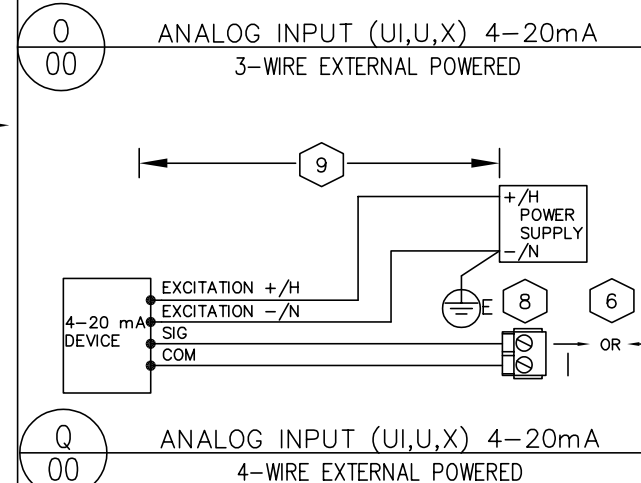 O
00
ANALOG INPUT (UI,U,X) 4-20mA
3-WIRE EXTERNAL POWERED
9
+/H
POWER
SUPPLY
-/N
EXCITATION +/H
EXCITATION -/N
SIG
COM
4-20 mA
DEVICE
E
8
6
OR
Q
00
ANALOG INPUT (UI,U,X) 4-20mA
4-WIRE EXTERNAL POWERED